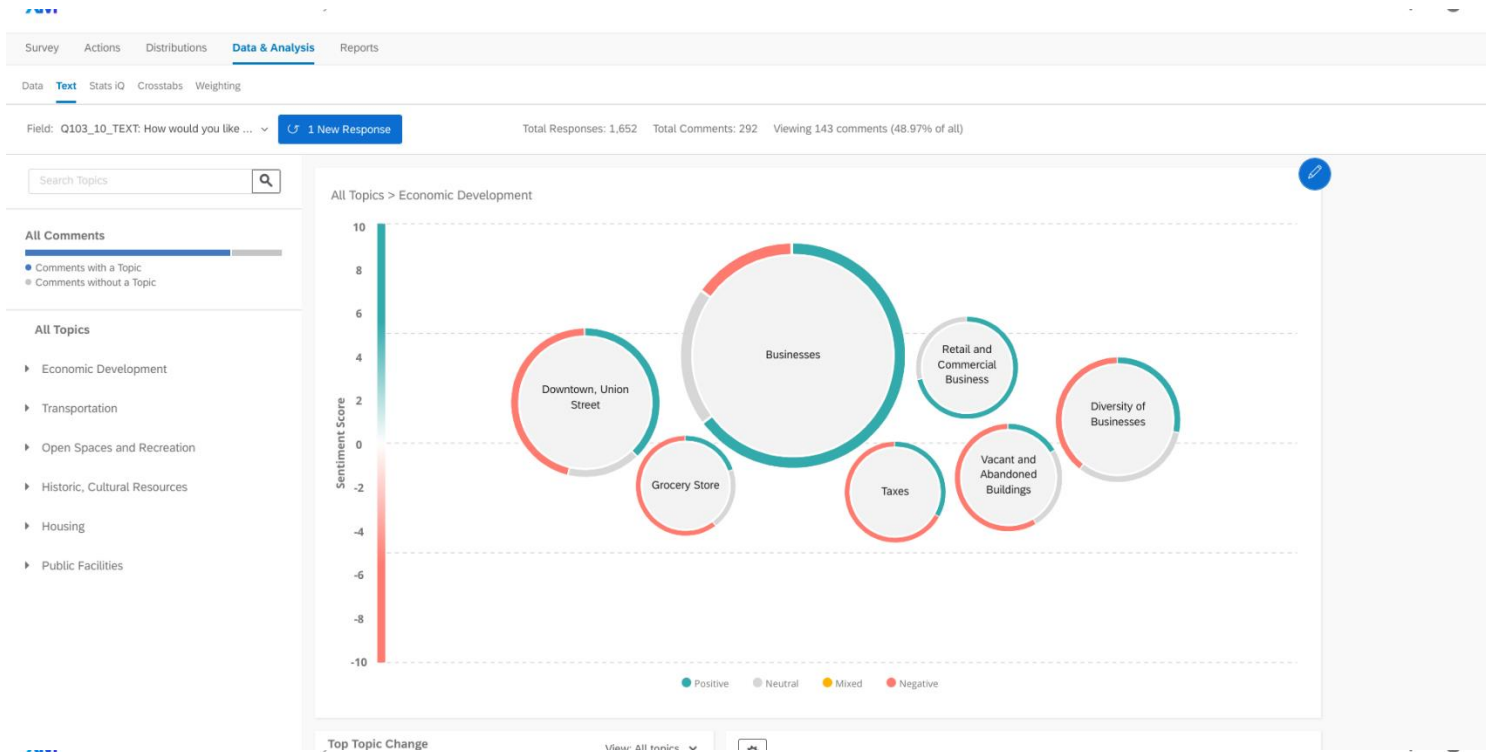 Survey Actions Distributions Data & Analysis Reports
Data Text Stats iQ Crosstabs Weighting
Field: Q103_10_TEXT: How would you like ... 1 New Response Total Responses: 1,652 Total Comments: 292 Viewing 143 comments (48.97% of all)
Search Topics
All Comments
Comments with a Topic
Comments without a Topic
All Topics
Economic Development
Transportation
Open Spaces and Recreation
Historic, Cultural Resources
Housing
Public Facilities
All Topics > Economic Development
Sentiment Score
10
8
6
4
2
0
-2
-4
-6
-8
-10
Downtown, Union
Street
Grocery Store
Businesses
Retail and
Commercial
Business
Taxes
Vacant and
Abandoned
Buildings
Diversity of
Businesses
Positive Neutral Mixed Negative
Top Topic Change View: All topics